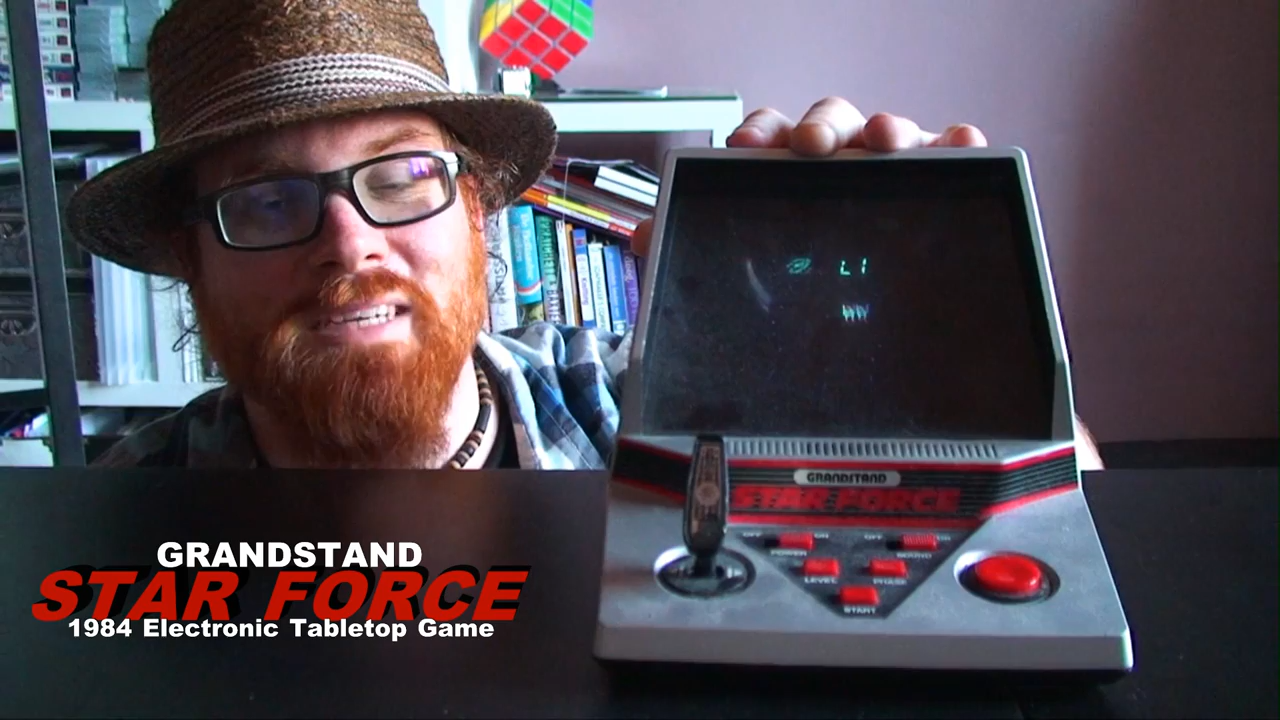 L1
GRANDSTAND
STAR FORCE
OFF ON
POWER
OFF ON
SOUND
LEVEL
PHASE
START
GRANDSTAND
STAR FORCE
1984 Electronic Tabletop Game